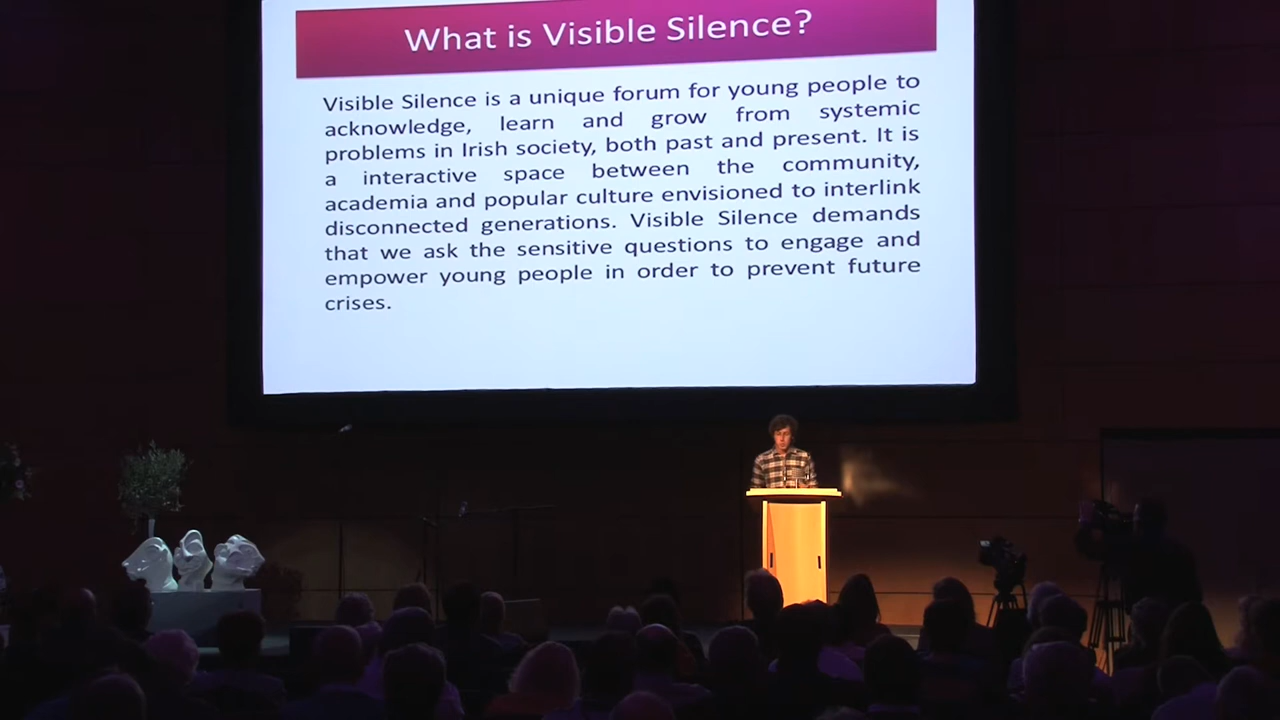 What is Visible Silence?
Visible Silence is a unique forum for young people to
acknowledge, learn and grow from systemic
problems in Irish society, both past and present. It is
a interactive space between the community,
academia and popular culture envisioned to interlink
disconnected generations. Visible Silence demands
that we ask the sensitive questions to engage and
empower young people in order to prevent future
crises.